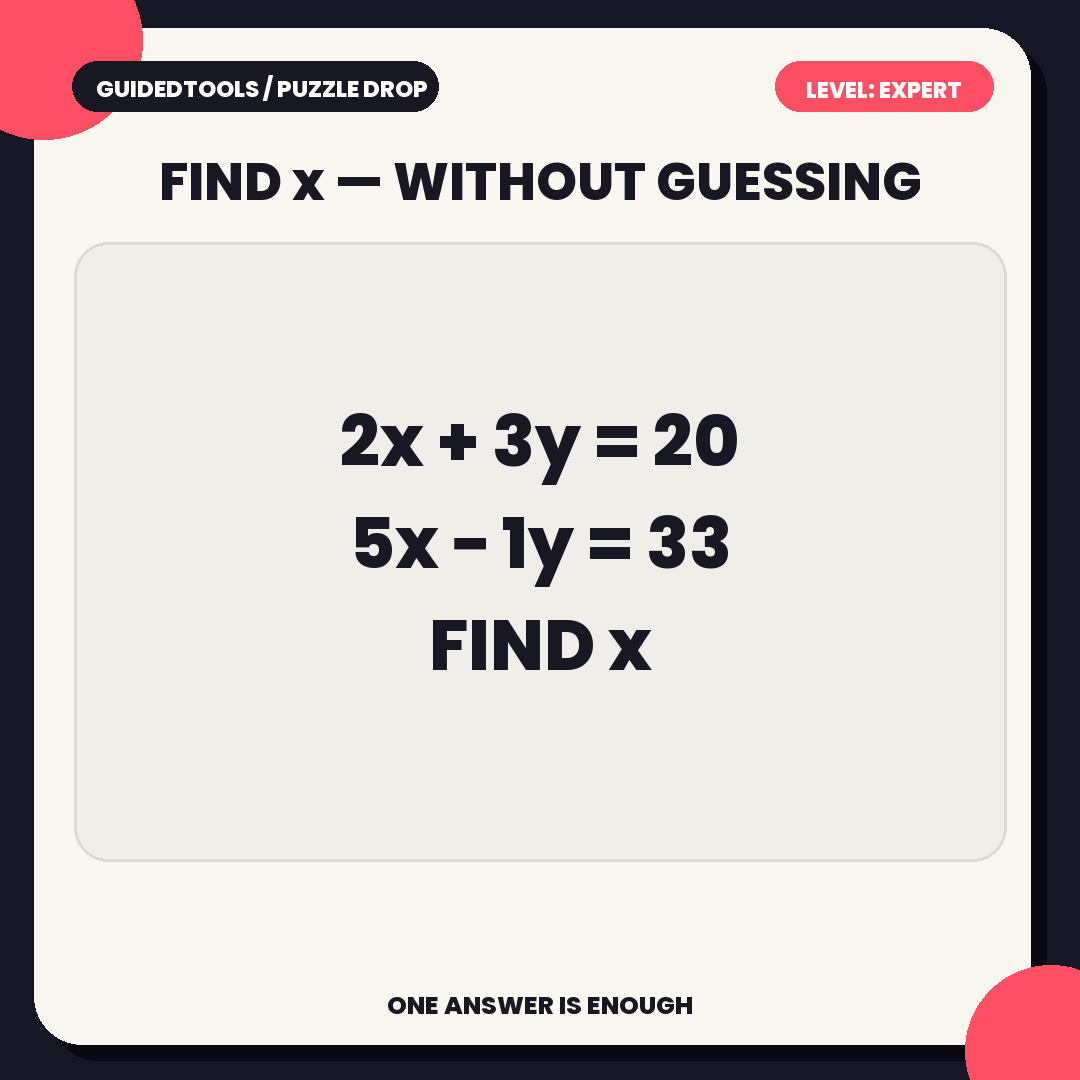 GUIDEDTOOLS / PUZZLE DROP
LEVEL: EXPERT
FIND x — WITHOUT GUESSING
2x + 3y = 20
5x − 1y = 33
FIND x
ONE ANSWER IS ENOUGH